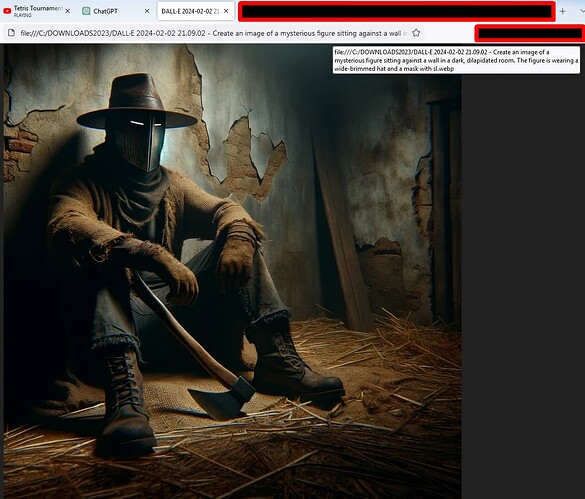 Tetris Tournament
PLAYING
ChatGPT
DALL·E 2024-02-02 21
file:///C:/DOWNLOADS2023/DALL·E 2024-02-02 21.09.02 - Create an image of a mysterious figure sitting against a wall in
file:///C:/DOWNLOADS2023/DALL·E 2024-02-02 21.09.02 - Create an image of a
mysterious figure sitting against a wall in a dark, dilapidated room. The figure is wearing a
wide-brimmed hat and a mask with sl.webp